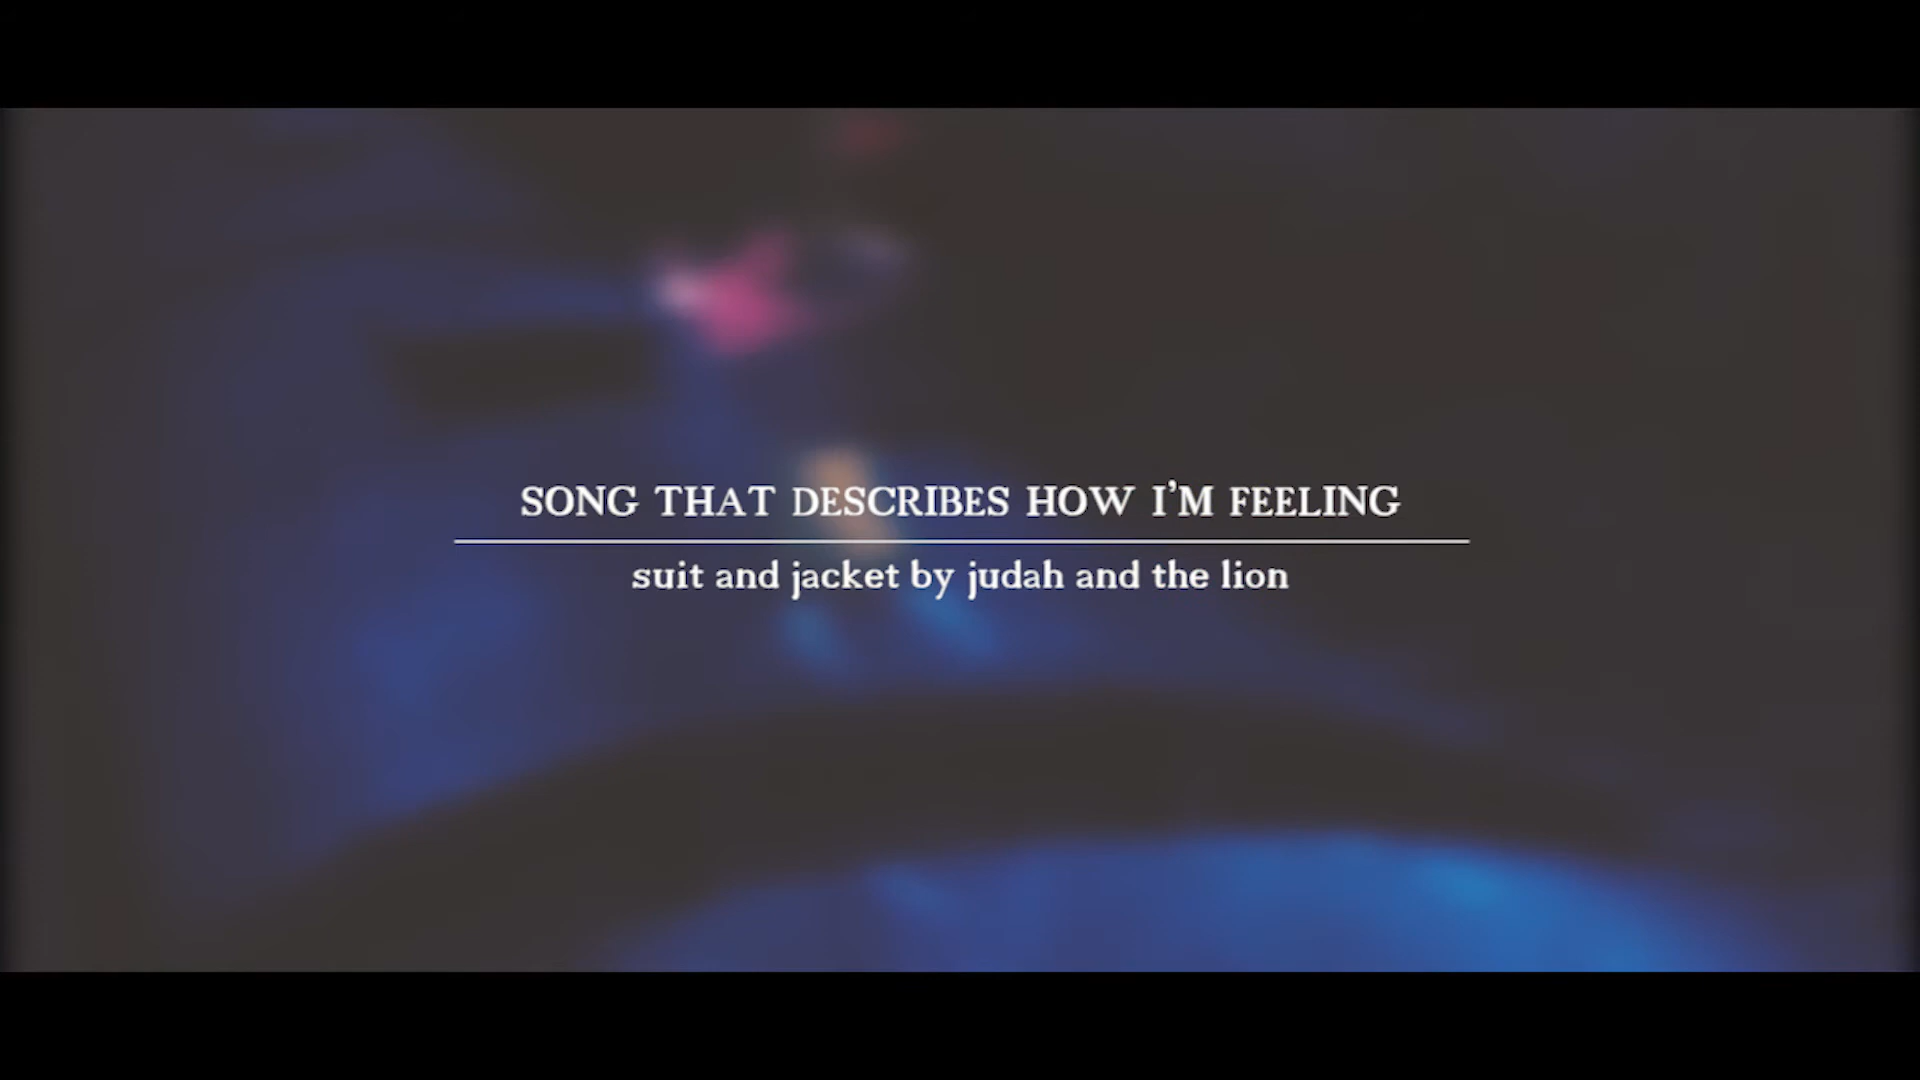 SONG THAT DESCRIBES HOW I'M FEELING
suit and jacket by judah and the lion